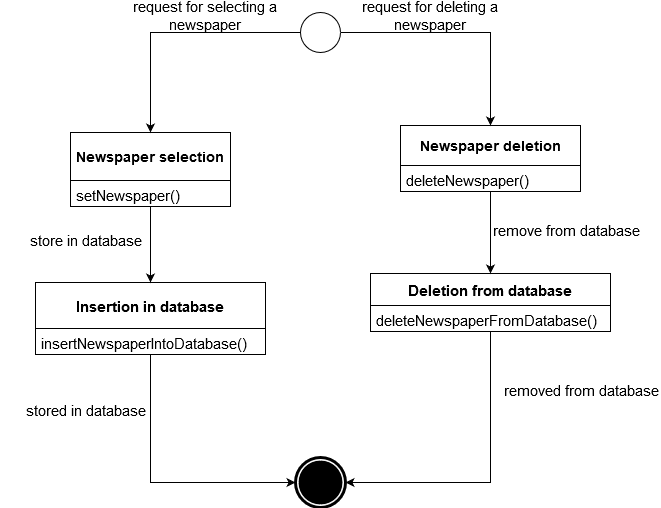 request for selecting a
newspaper
request for deleting a
newspaper
Newspaper selection
setNewspaper()
Newspaper deletion
deleteNewspaper()
store in database
remove from database
Insertion in database
insertNewspaperIntoDatabase()
Deletion from database
deleteNewspaperFromDatabase()
stored in database
removed from database